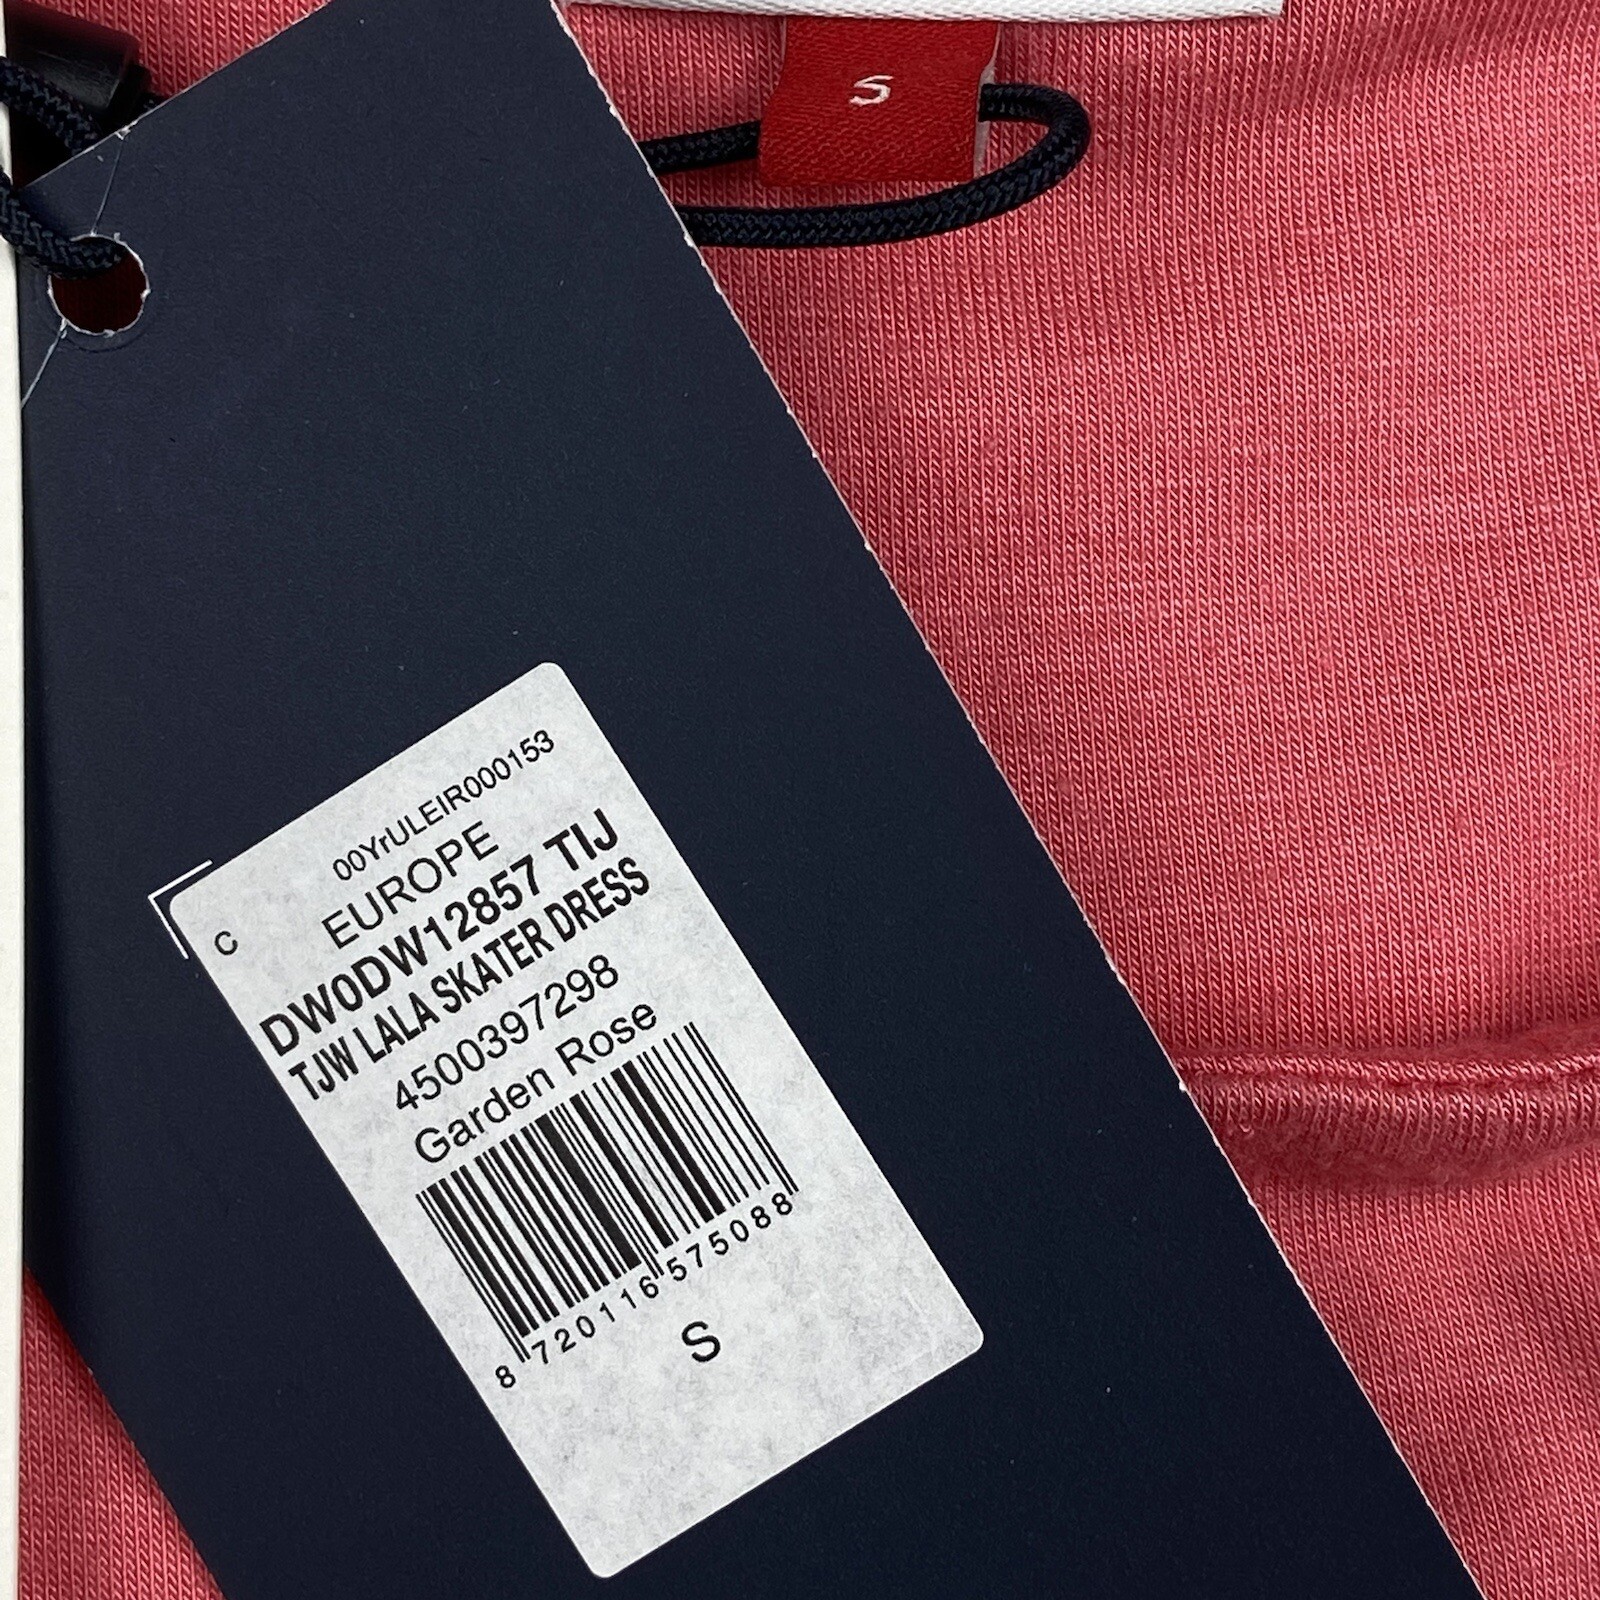 S
00YrULEIR000153
EUROPE
C
DW0DW12857 TIJ
TJW LALA SKATER DRESS
4500397298
Garden Rose
8 720116 575088
S